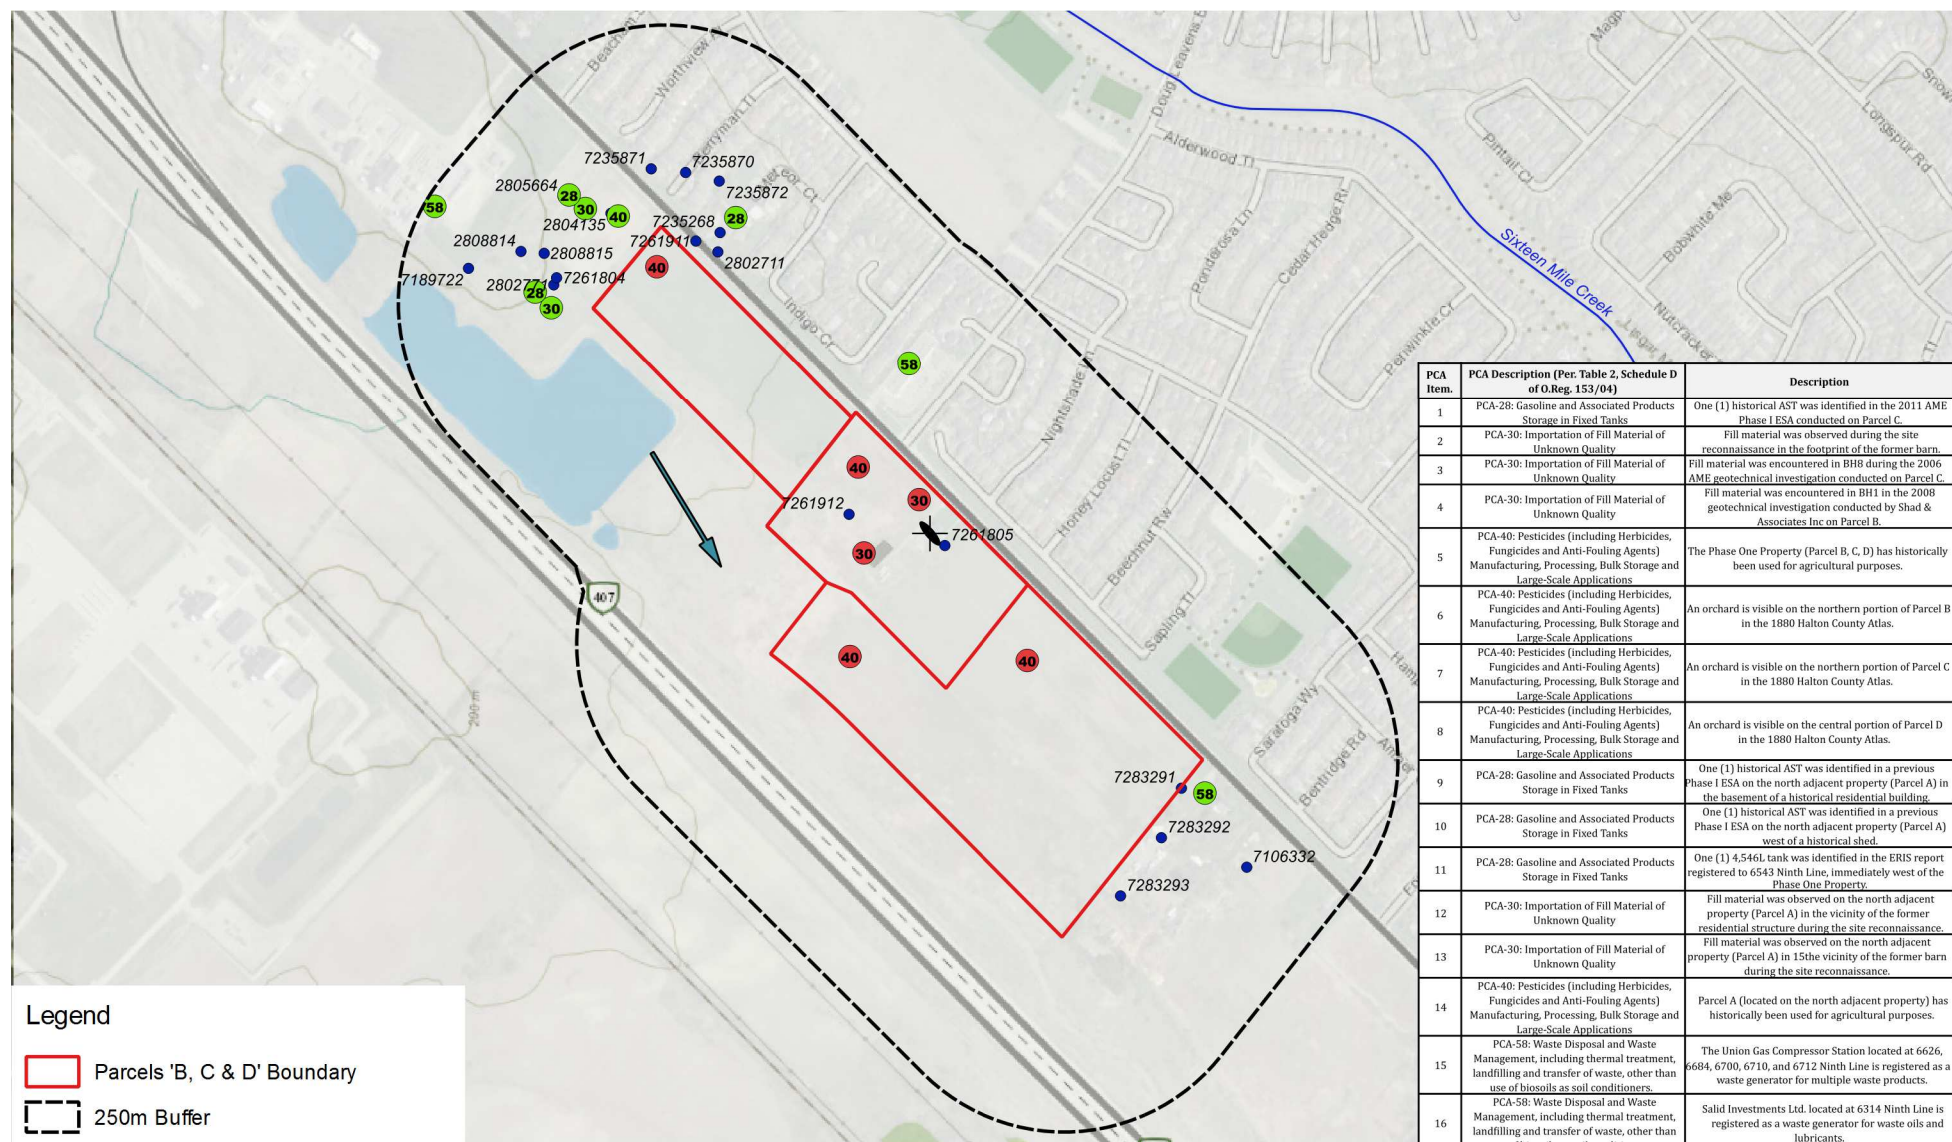 Beacham S
Worthview
Perryman Tl
McLeor Ct
Doug Leavens B
Alderwood Tl
Magp
Snow
Longspur Rd
Pintail Ct
Bobwhite Me
Ponderosa Ln
Cedar Hedge Rl
Sixteen Mile Creek
Nutcracker
Lisgar M
Periwinkle Cr
Indigo Cr
Nightshade Ln
Honey Locust Tl
Beechnut Rw
Sapling Tl
Saratoga Wy
Bentridge Rd
Ham
7235871
7235870
7235872
2805664
28
30
40
58
2804135
7235268
28
7261911
2808814
2808815
2802711
7189722
2802771
7261804
28
30
40
58
40
7261912
30
7261805
30
407
40
40
200 m
7283291
58
7283292
7106332
7283293
PCA Item.
PCA Description (Per. Table 2, Schedule D of O.Reg. 153/04)
Description
1
PCA-28: Gasoline and Associated Products
Storage in Fixed Tanks
One (1) historical AST was identified in the 2011 AME
Phase I ESA conducted on Parcel C.
2
PCA-30: Importation of Fill Material of
Unknown Quality
Fill material was observed during the site
reconnaissance in the footprint of the former barn.
3
PCA-30: Importation of Fill Material of
Unknown Quality
Fill material was encountered in BH8 during the 2006
AME geotechnical investigation conducted on Parcel C.
4
PCA-30: Importation of Fill Material of
Unknown Quality
Fill material was encountered in BH1 in the 2008
geotechnical investigation conducted by Shad &
Associates Inc on Parcel B.
5
PCA-40: Pesticides (including Herbicides,
Fungicides and Anti-Fouling Agents)
Manufacturing, Processing, Bulk Storage and
Large-Scale Applications
The Phase One Property (Parcel B, C, D) has historically
been used for agricultural purposes.
6
PCA-40: Pesticides (including Herbicides,
Fungicides and Anti-Fouling Agents)
Manufacturing, Processing, Bulk Storage and
Large-Scale Applications
An orchard is visible on the northern portion of Parcel B
in the 1880 Halton County Atlas.
7
PCA-40: Pesticides (including Herbicides,
Fungicides and Anti-Fouling Agents)
Manufacturing, Processing, Bulk Storage and
Large-Scale Applications
An orchard is visible on the northern portion of Parcel C
in the 1880 Halton County Atlas.
8
PCA-40: Pesticides (including Herbicides,
Fungicides and Anti-Fouling Agents)
Manufacturing, Processing, Bulk Storage and
Large-Scale Applications
An orchard is visible on the central portion of Parcel D
in the 1880 Halton County Atlas.
9
PCA-28: Gasoline and Associated Products
Storage in Fixed Tanks
One (1) historical AST was identified in a previous
Phase I ESA on the north adjacent property (Parcel A) in
the basement of a historical residential building.
10
PCA-28: Gasoline and Associated Products
Storage in Fixed Tanks
One (1) historical AST was identified in a previous
Phase I ESA on the north adjacent property (Parcel A)
west of a historical shed.
11
PCA-28: Gasoline and Associated Products
Storage in Fixed Tanks
One (1) 4,546L tank was identified in the ERIS report
registered to 6543 Ninth Line, immediately west of the
Phase One Property.
12
PCA-30: Importation of Fill Material of
Unknown Quality
Fill material was observed on the north adjacent
property (Parcel A) in the vicinity of the former
residential structure during the site reconnaissance.
13
PCA-30: Importation of Fill Material of
Unknown Quality
Fill material was observed on the north adjacent
property (Parcel A) in 15the vicinity of the former barn
during the site reconnaissance.
14
PCA-40: Pesticides (including Herbicides,
Fungicides and Anti-Fouling Agents)
Manufacturing, Processing, Bulk Storage and
Large-Scale Applications
Parcel A (located on the north adjacent property) has
historically been used for agricultural purposes.
15
PCA-58: Waste Disposal and Waste
Management, including thermal treatment,
landfilling and transfer of waste, other than
use of biosoils as soil conditioners.
The Union Gas Compressor Station located at 6626,
6684, 6700, 6710, and 6712 Ninth Line is registered as a
waste generator for multiple waste products.
16
PCA-58: Waste Disposal and Waste
Management, including thermal treatment,
landfilling and transfer of waste, other than
Salid Investments Ltd. located at 6314 Ninth Line is
registered as a waste generator for waste oils and
lubricants.
Legend
Parcels 'B, C & D' Boundary
250m Buffer